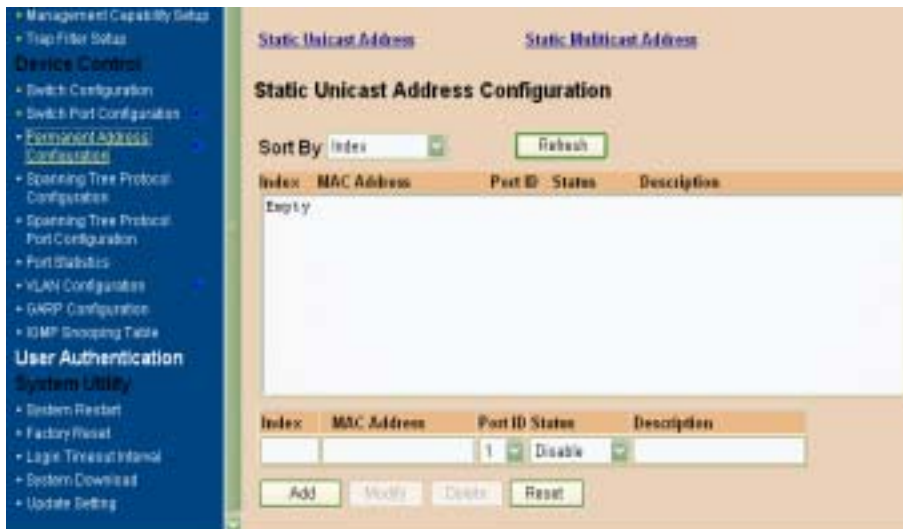 Management Capability Setup
Trap Filter Setup
Device Control
Switch Configuration
Switch Port Configuration
Permanent Address
Configuration
Spanning Tree Protocol
Configuration
Spanning Tree Protocol
Port Configuration
Port Statistics
VLAN Configuration
GARP Configuration
IGMP Snooping Table
User Authentication
System Utility
System Restart
Factory Reset
Login Timeout Interval
System Download
Update Setting
Static Unicast Address Static Multicast Address
Static Unicast Address Configuration
Sort By Index Refresh
Index MAC Address Port ID Status Description
Empty
Index MAC Address Port ID Status Description
1 Disable
Add Modify Delete Reset